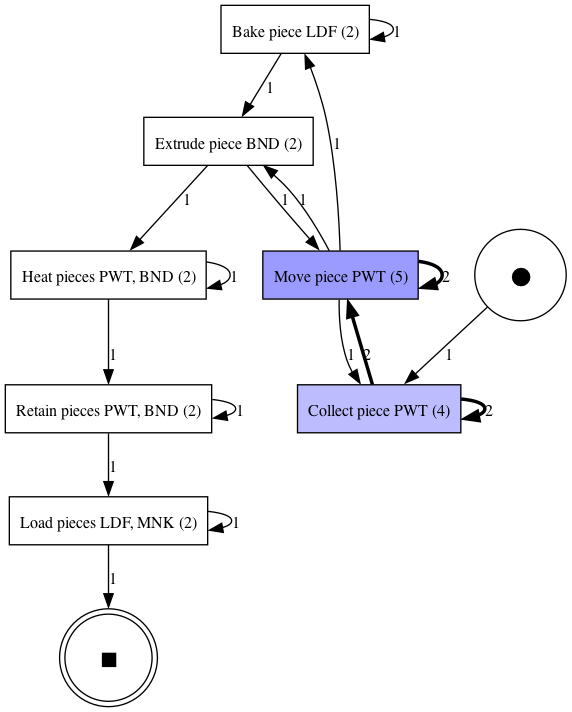 Bake piece LDF (2)
1
1
Extrude piece BND (2)
1
1
1
1
Heat pieces PWT, BND (2)
1
Move piece PWT (5)
2
1
1
2
1
Retain pieces PWT, BND (2)
1
Collect piece PWT (4)
2
1
Load pieces LDF, MNK (2)
1
1